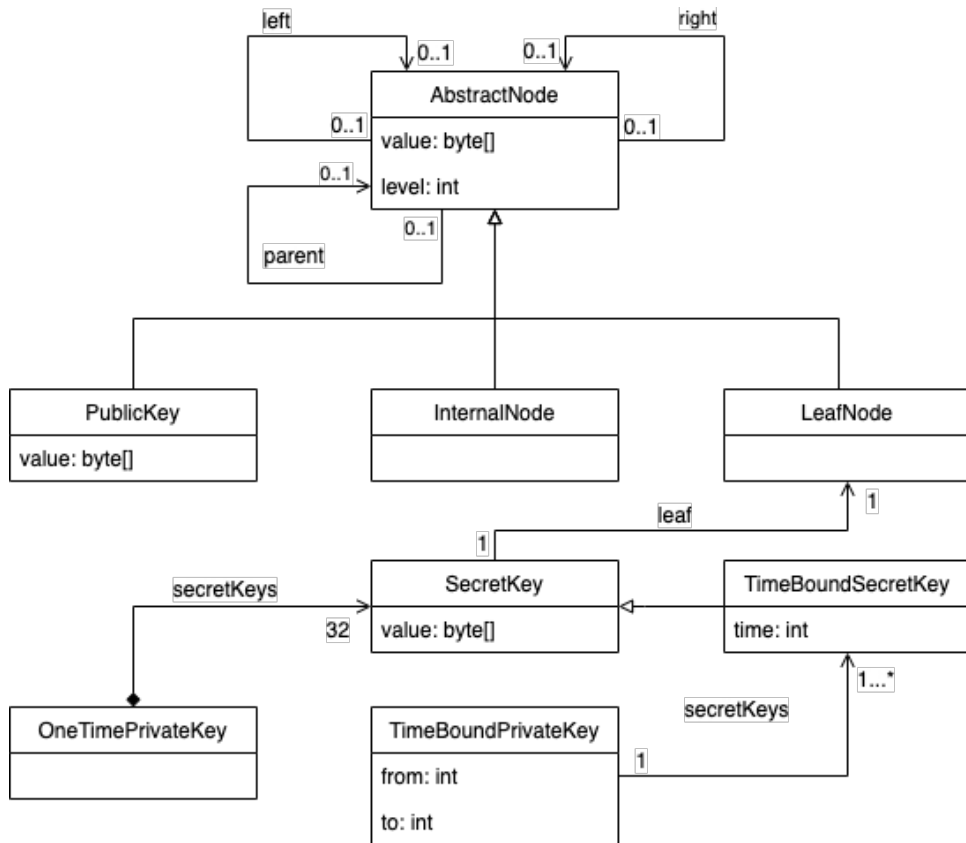 left
right
0..1
0..1
AbstractNode
0..1
0..1
value: byte[]
0..1
level: int
0..1
parent
PublicKey
InternalNode
LeafNode
value: byte[]
1
leaf
1
secretKeys
SecretKey
TimeBoundSecretKey
32
value: byte[]
time: int
1...*
secretKeys
OneTimePrivateKey
TimeBoundPrivateKey
1
from: int
to: int